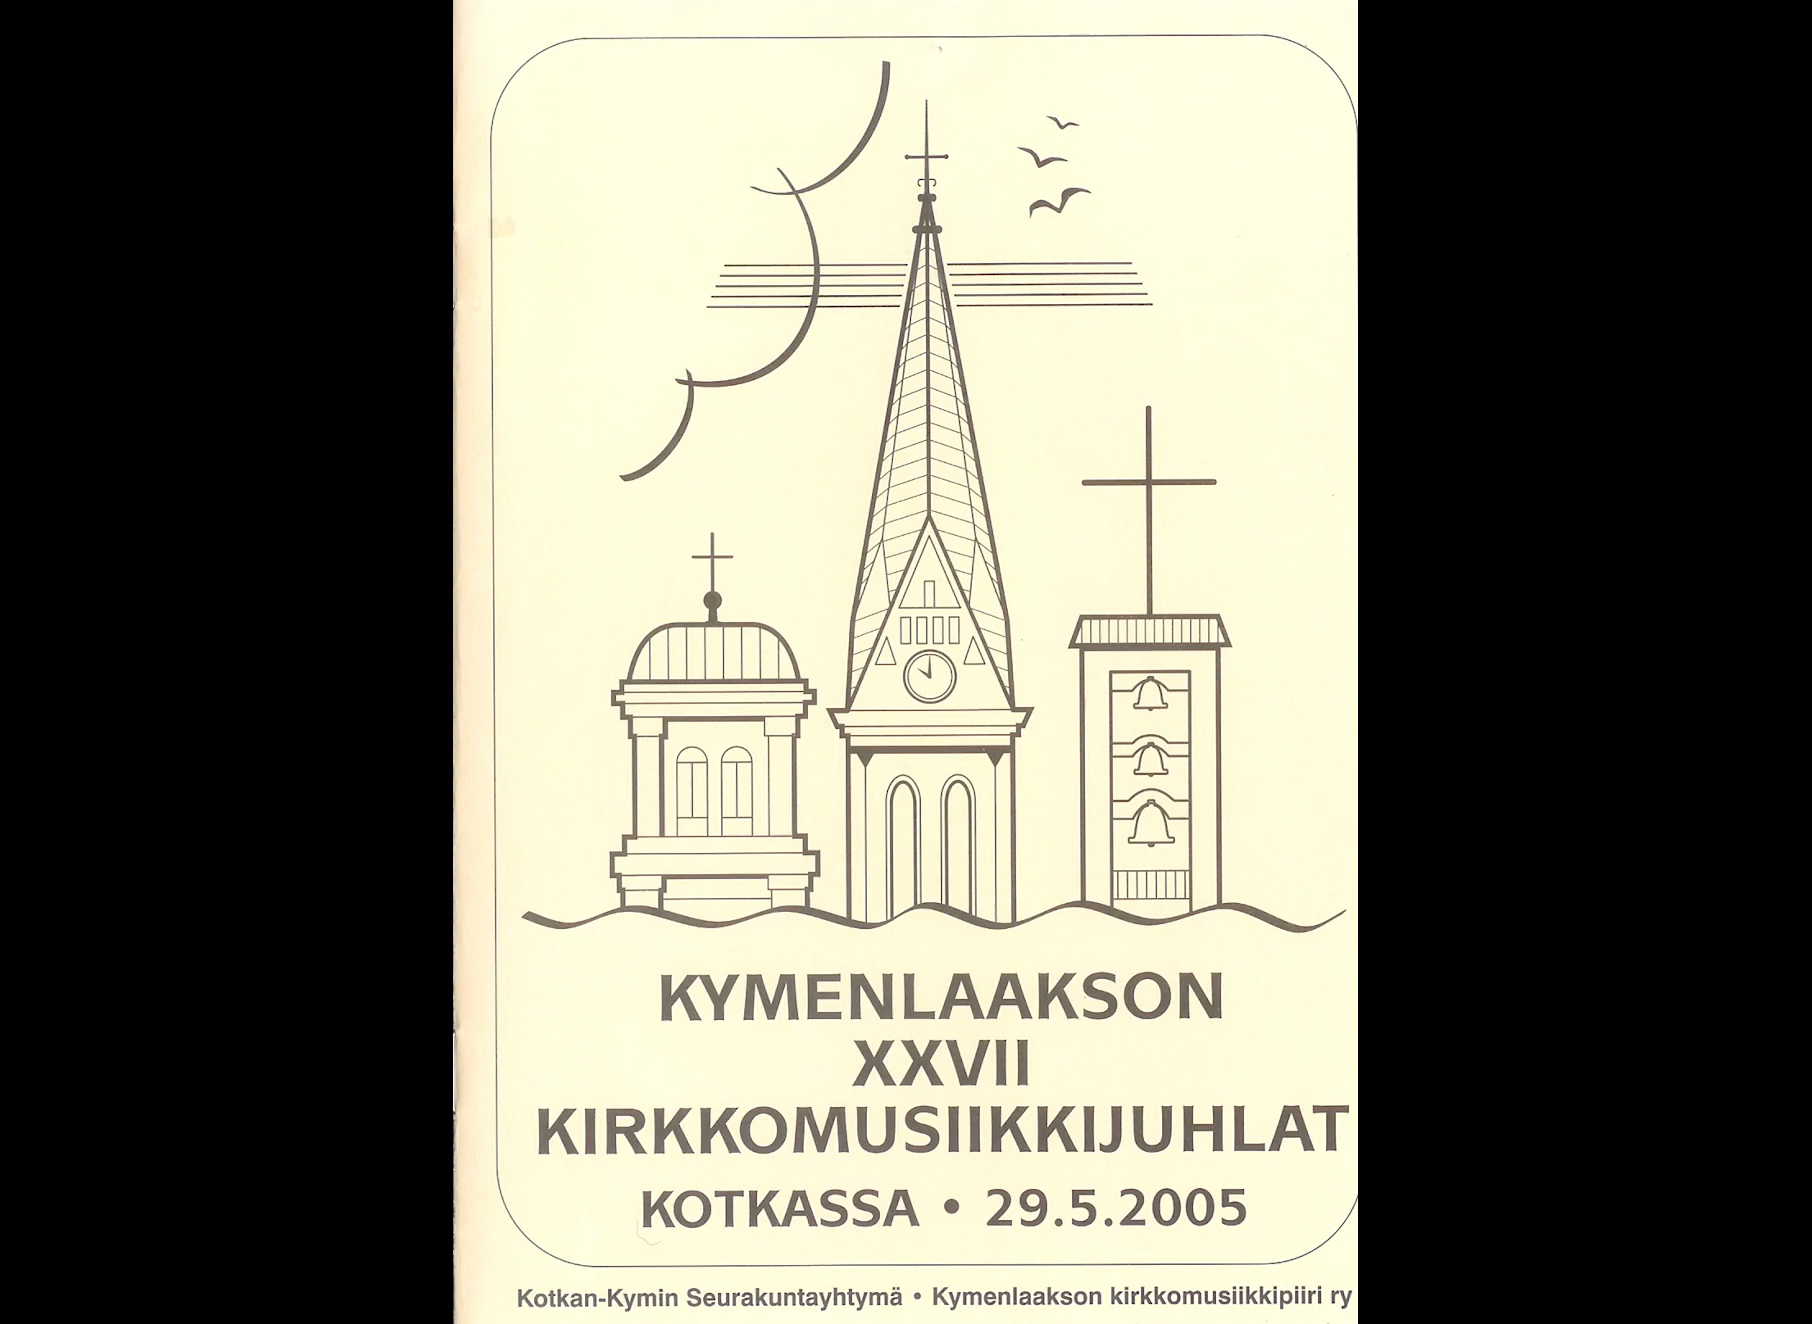 KYMENLAAKSON
XXVII
KIRKKOMUSIIKKIJUHLAT
KOTKASSA • 29.5.2005
Kotkan-Kymin Seurakuntayhtymä • Kymenlaakson kirkkomusiikkipiiri ry